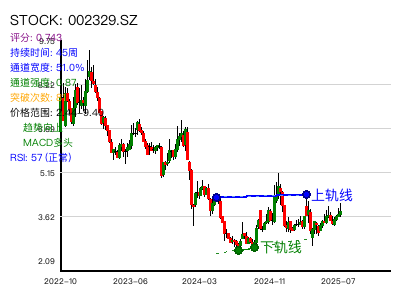 STOCK: 002329.SZ
评分: 0.743
9.75
持续时间: 45周
通道宽度: 51.0%
通道强度: 0.87
突破次数:
价格范围:
趋势向上
MACD多头
RSI: 57 (正常)
5.15
3.62
2.09
上轨线
下轨线
2022-10
2023-06
2024-03
2024-11
2025-07